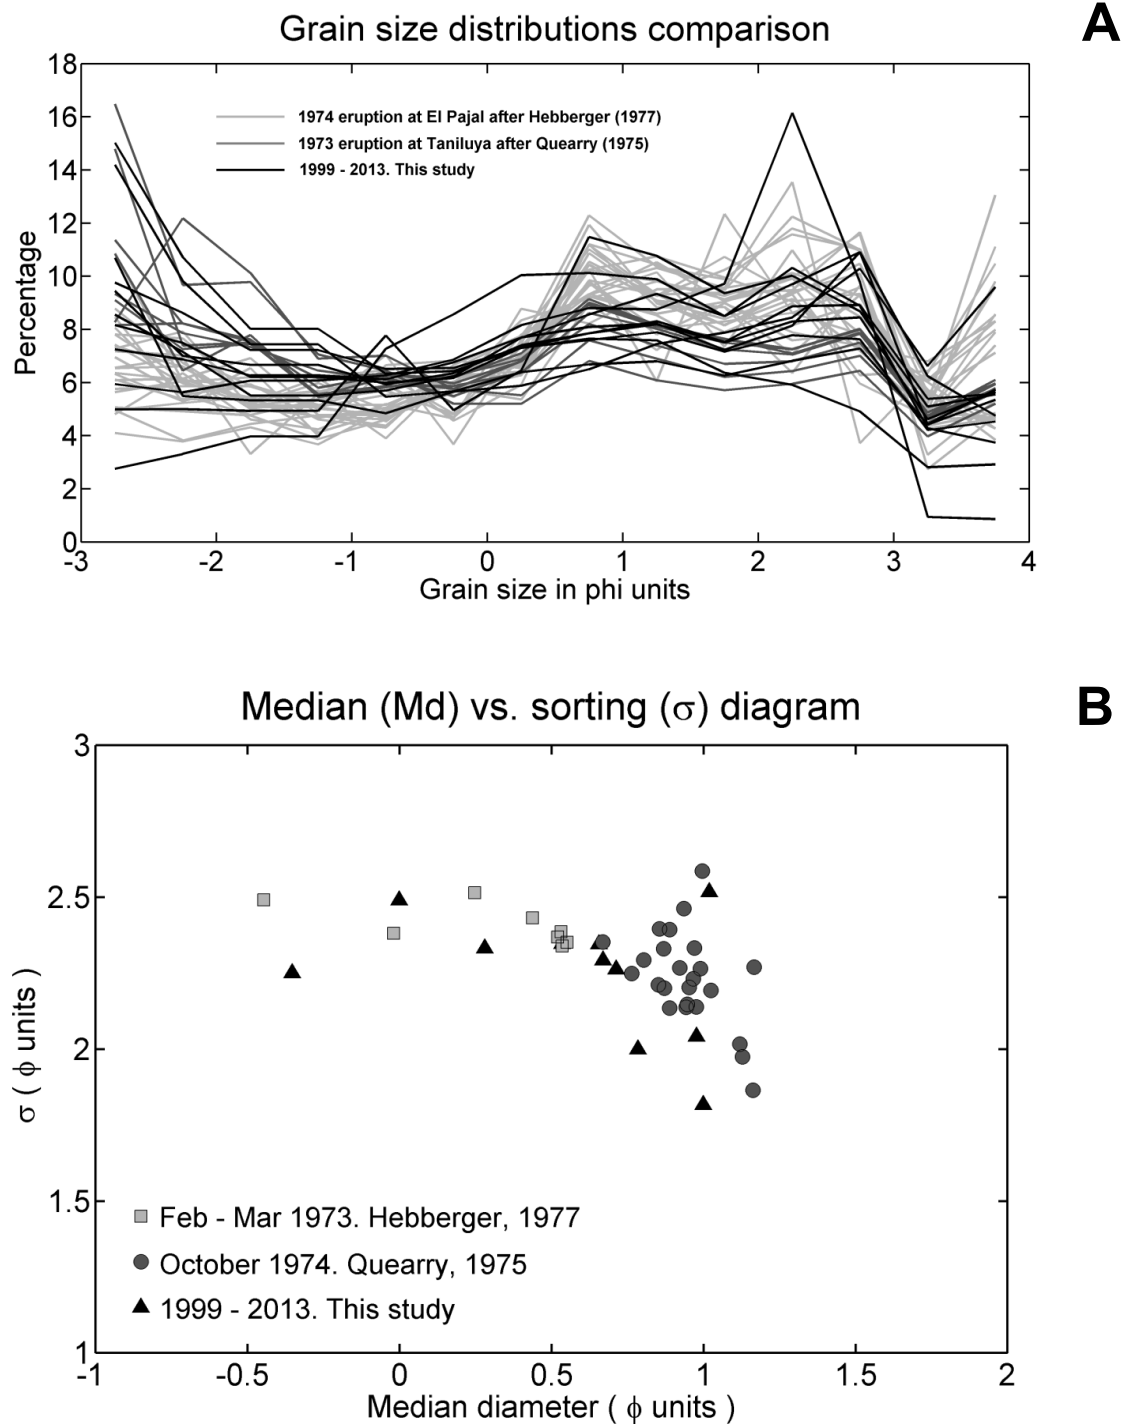 Grain size distributions comparison
A
18
16
14
12
10
8
6
4
2
0
Percentage
1974 eruption at El Pajal after Hebberger (1977)
1973 eruption at Taniluya after Quearry (1975)
1999 - 2013. This study
-3 -2 -1 0 1 2 3 4
Grain size in phi units
Median (Md) vs. sorting (σ) diagram
B
3
2.5
2
1.5
1
σ ( ϕ units )
Feb - Mar 1973. Hebberger, 1977
October 1974. Quearry, 1975
1999 - 2013. This study
-1 -0.5 0 0.5 1 1.5 2
Median diameter ( ϕ units )